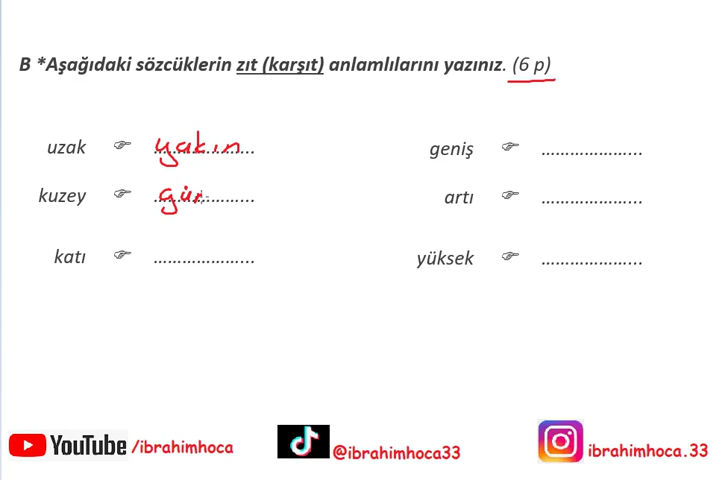 B *Aşağıdaki sözcüklerin zıt (karşıt) anlamlılarını yazınız. (6 p)
uzak ☞ yakın geniş ☞ .....................
kuzey ☞ artı ☞ .....................
katı ☞ ..................... yüksek ☞ .....................
YouTube /ibrahimhoca @ibrahimhoca33 ibrahimhoca.33